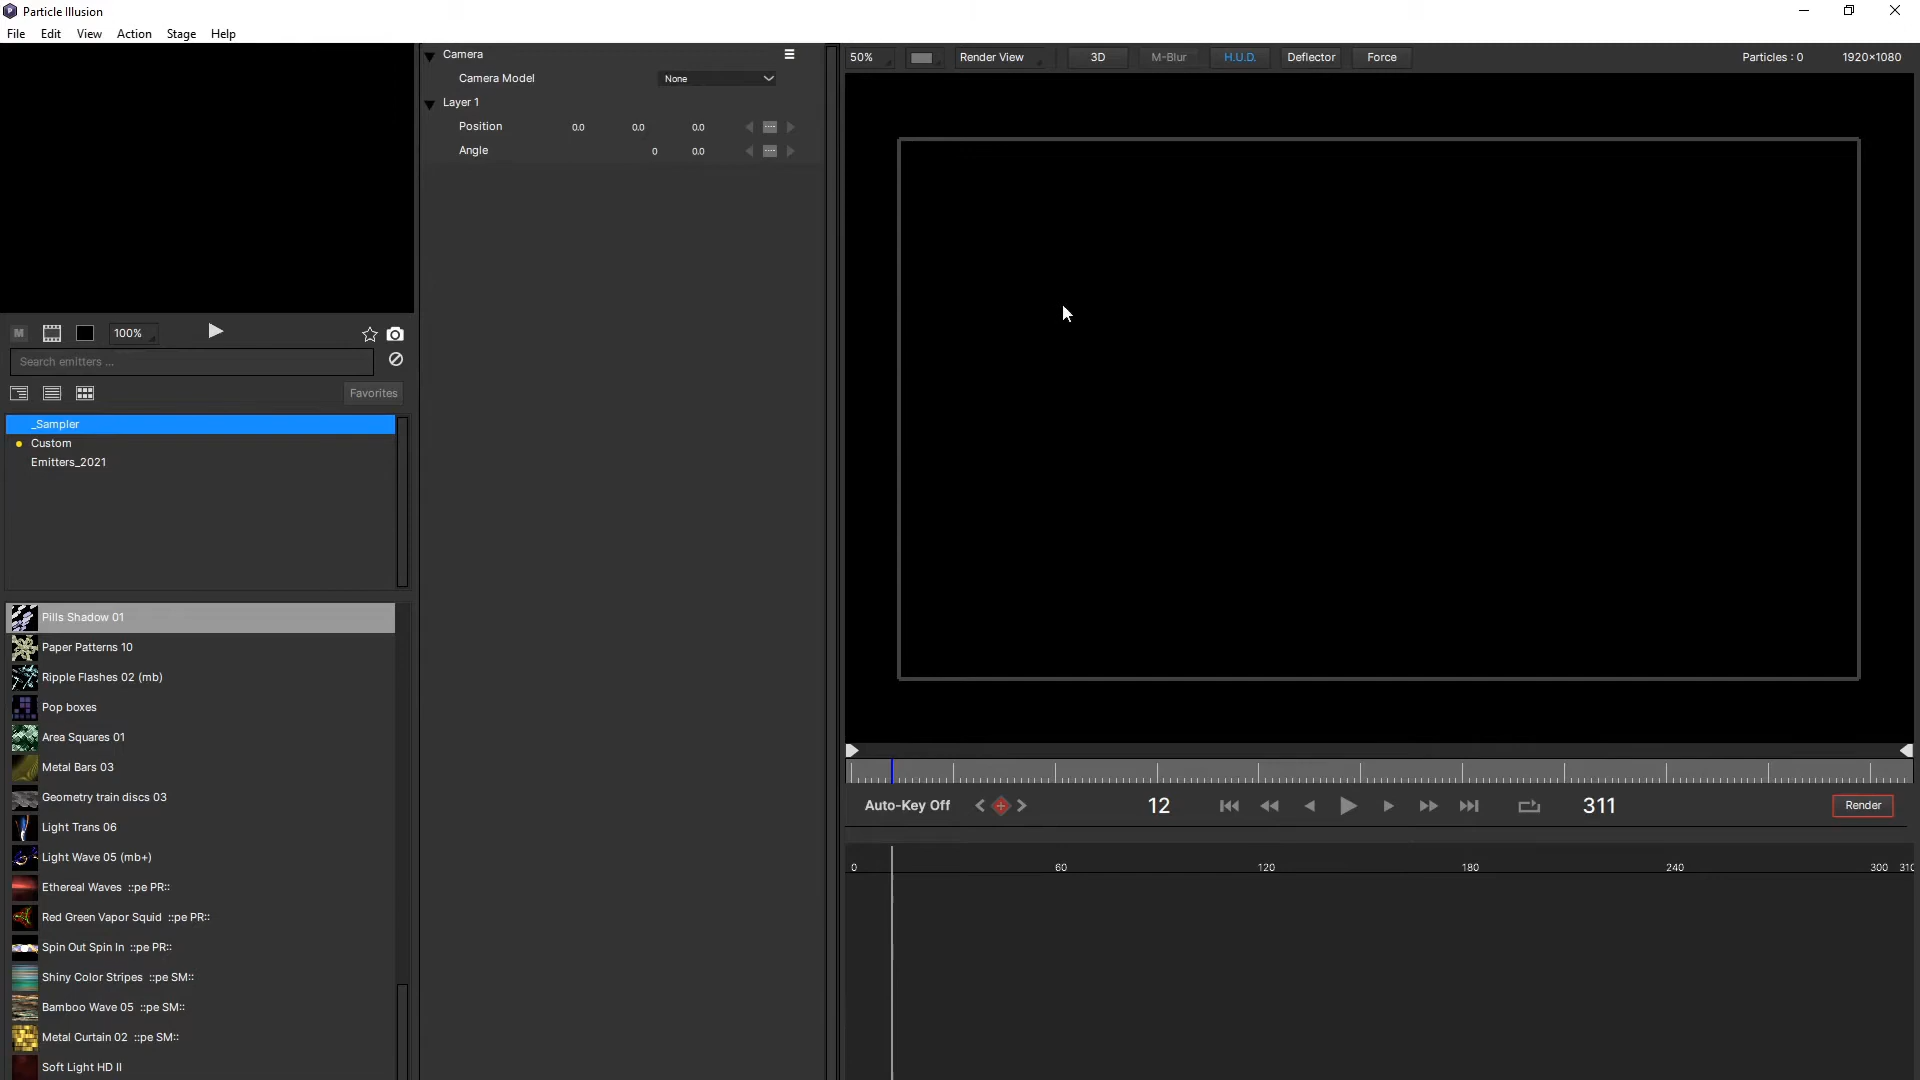 Particle Illusion
File Edit View Action Stage Help
Camera
Camera Model None
Layer 1
Position 0.0 0.0 0.0
Angle 0 0.0
50% Render View 3D M-Blur H.U.D. Deflector Force Particles : 0 1920×1080
M 100%
Search emitters ...
Favorites
_Sampler
Custom
Emitters_2021
Pills Shadow 01
Paper Patterns 10
Ripple Flashes 02 (mb)
Pop boxes
Area Squares 01
Metal Bars 03
Geometry train discs 03
Light Trans 06
Light Wave 05 (mb+)
Ethereal Waves ::pe PR::
Red Green Vapor Squid ::pe PR::
Spin Out Spin In ::pe PR::
Shiny Color Stripes ::pe SM::
Bamboo Wave 05 ::pe SM::
Metal Curtain 02 ::pe SM::
Soft Light HD II
Auto-Key Off 12 311 Render
0 60 120 180 240 300 310